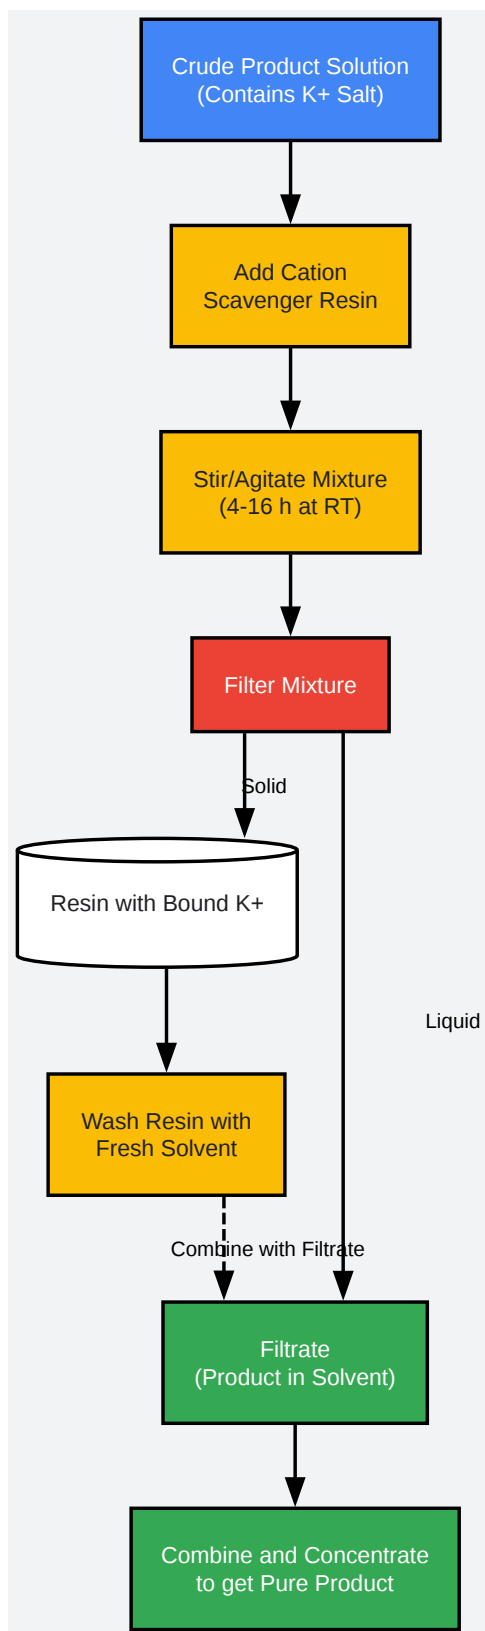 Crude Product Solution
(Contains K+ Salt)
Add Cation
Scavenger Resin
Stir/Agitate Mixture
(4-16 h at RT)
Filter Mixture
Solid
Resin with Bound K+
Liquid
Wash Resin with
Fresh Solvent
Combine with Filtrate
Filtrate
(Product in Solvent)
Combine and Concentrate
to get Pure Product